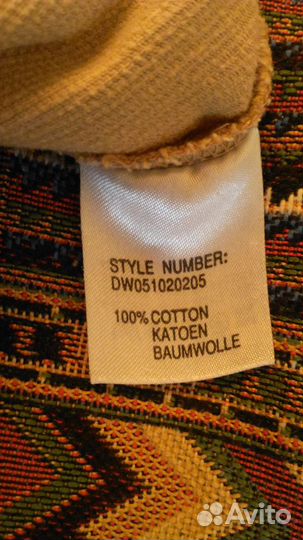 STYLE NUMBER:
DW051020205
100% COTTON
KATOEN
BAUMWOLLE
Avito